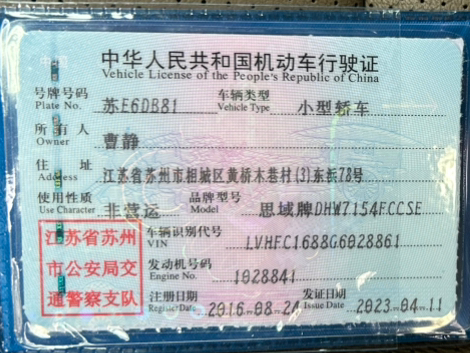 中华人民共和国机动车行驶证
Vehicle License of the People's Republic of China
号牌号码 Plate No. 苏E6DB81 车辆类型 Vehicle Type 小型轿车
所有人 Owner 曹静
住址 Address 江苏省苏州市相城区黄桥木巷村(3)东浜78号
使用性质 Use Character 非营运 品牌型号 Model 思域牌DHW7154FCCSE
车辆识别代号 VIN LVHFC1688G6028861
发动机号码 Engine No. 1028841
注册日期 Register Date 2016-08-24 发证日期 Issue Date 2023-04-11
江苏省苏州
市公安局交
通警察支队